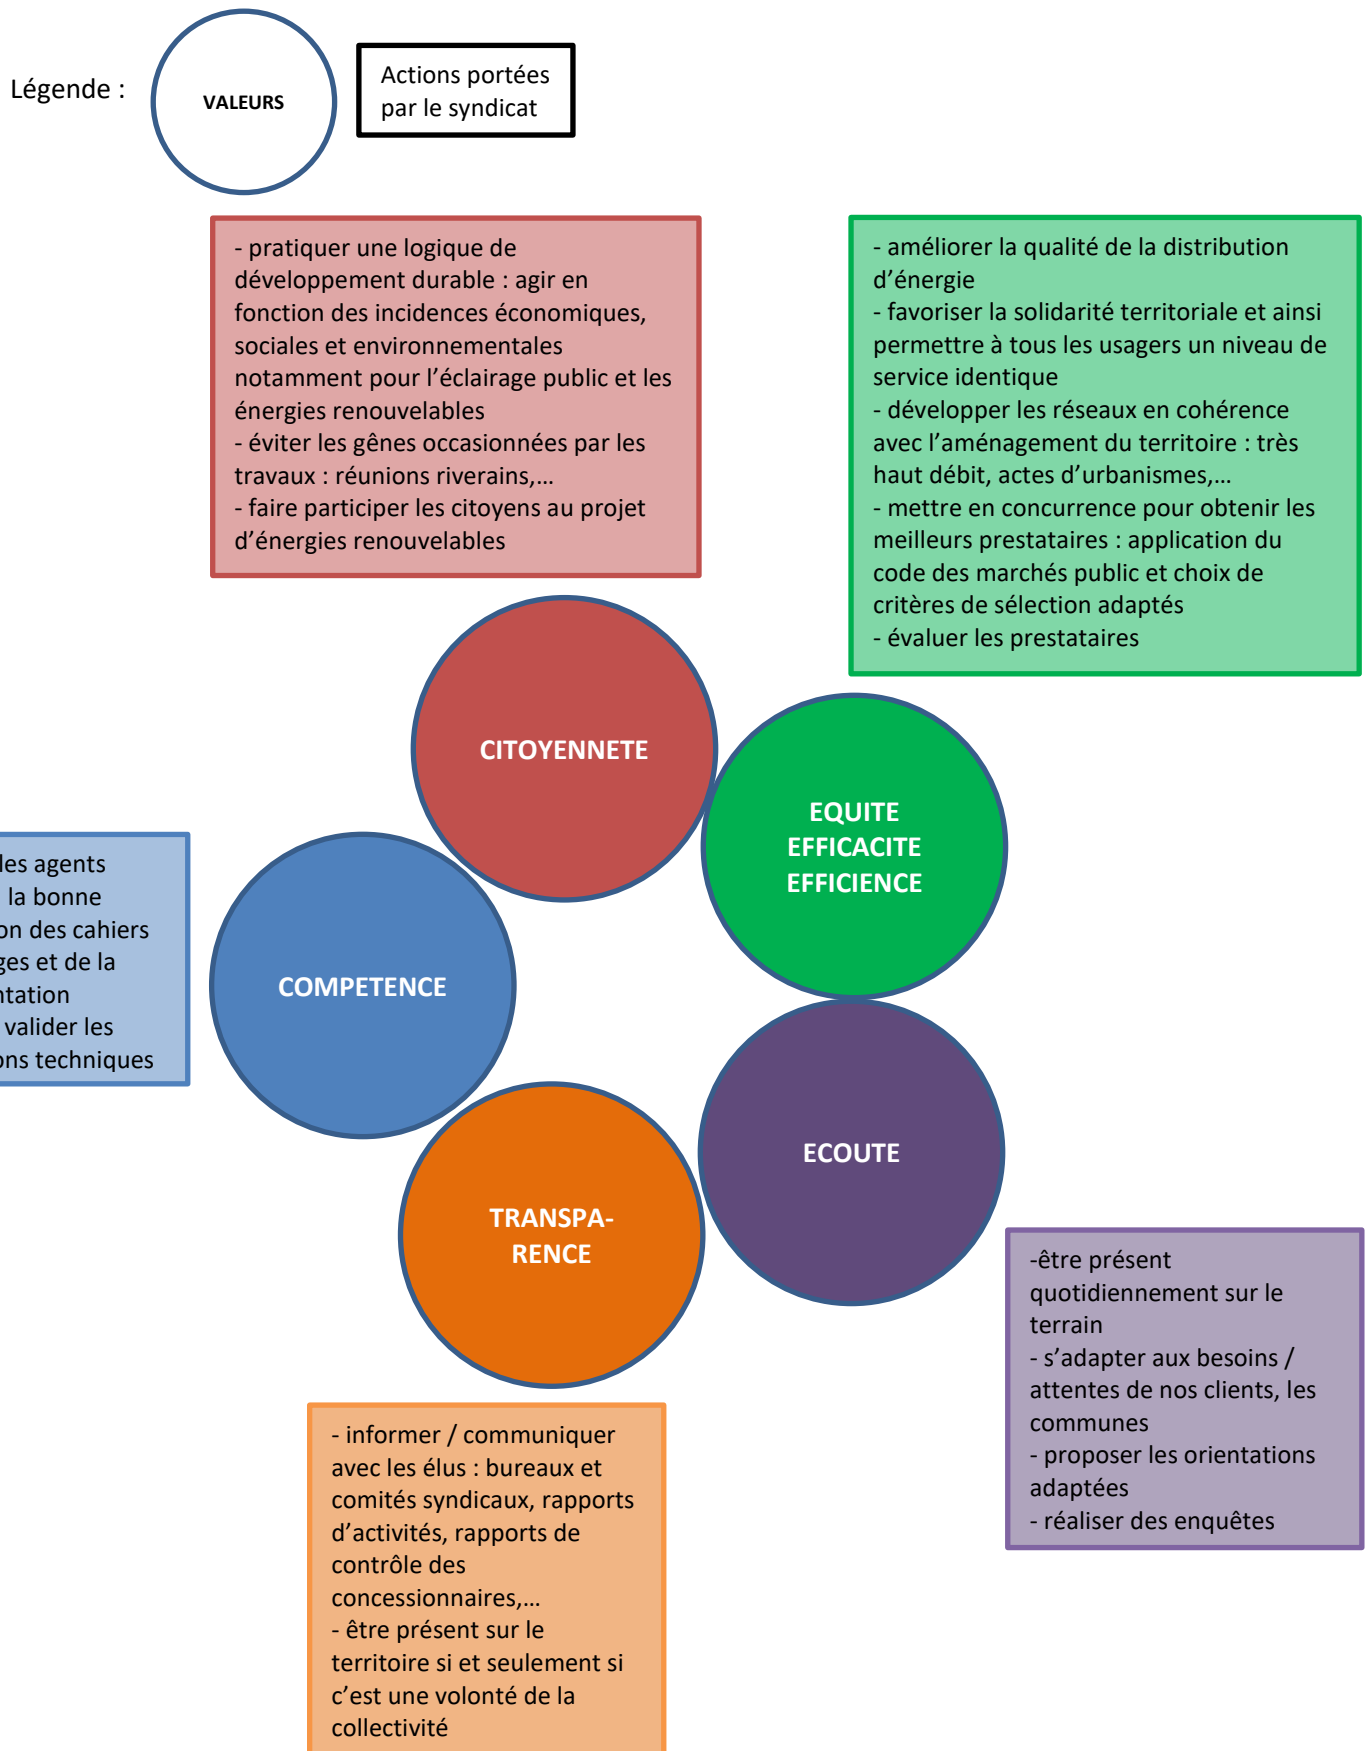 Légende :
VALEURS
Actions portées
par le syndicat
- pratiquer une logique de
développement durable : agir en
fonction des incidences économiques,
sociales et environnementales
notamment pour l’éclairage public et les
énergies renouvelables
- éviter les gênes occasionnées par les
travaux : réunions riverains,…
- faire participer les citoyens au projet
d’énergies renouvelables
- améliorer la qualité de la distribution
d’énergie
- favoriser la solidarité territoriale et ainsi
permettre à tous les usagers un niveau de
service identique
- développer les réseaux en cohérence
avec l’aménagement du territoire : très
haut débit, actes d’urbanismes,…
- mettre en concurrence pour obtenir les
meilleurs prestataires : application du
code des marchés public et choix de
critères de sélection adaptés
- évaluer les prestataires
CITOYENNETE
EQUITE
EFFICACITE
EFFICIENCE
les agents
la bonne
on des cahiers
ges et de la
ntation
valider les
ons techniques
COMPETENCE
ECOUTE
TRANSPA-
RENCE
-être présent
quotidiennement sur le
terrain
- s’adapter aux besoins /
attentes de nos clients, les
communes
- proposer les orientations
adaptées
- réaliser des enquêtes
- informer / communiquer
avec les élus : bureaux et
comités syndicaux, rapports
d’activités, rapports de
contrôle des
concessionnaires,…
- être présent sur le
territoire si et seulement si
c’est une volonté de la
collectivité